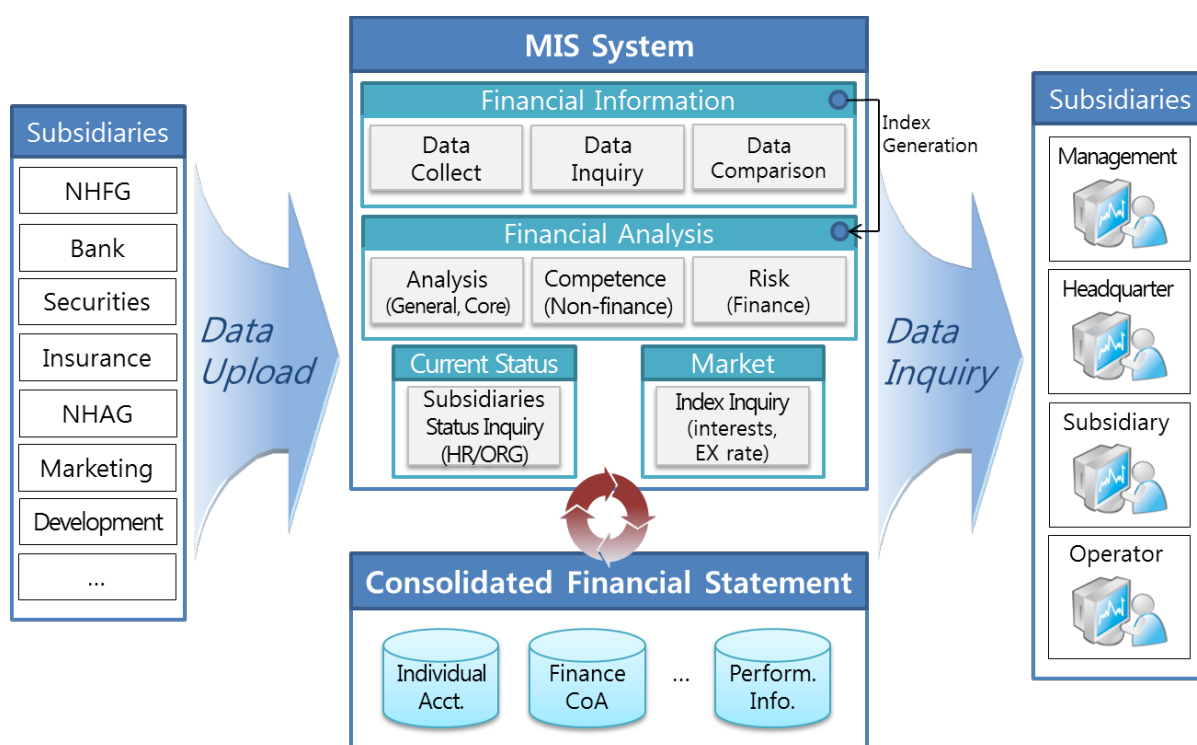 Subsidiaries
NHFG
Bank
Securities
Insurance
NHAG
Marketing
Development
...
Data
Upload
MIS System
Financial Information
Data
Collect
Data
Inquiry
Data
Comparison
Index
Generation
Financial Analysis
Analysis
(General, Core)
Competence
(Non-finance)
Risk
(Finance)
Current Status
Subsidiaries
Status Inquiry
(HR/ORG)
Market
Index Inquiry
(interests,
EX rate)
Consolidated Financial Statement
Individual
Acct.
Finance
CoA
...
Perform.
Info.
Data
Inquiry
Subsidiaries
Management
Headquarter
Subsidiary
Operator